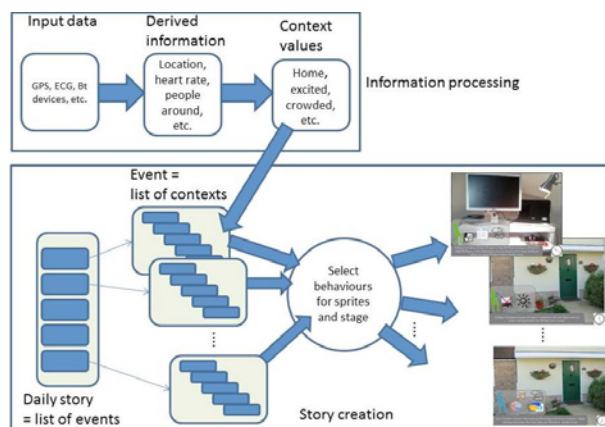 Input data
Derived
information
Context
values
GPS, ECG, Bt
devices, etc.
Location,
heart rate,
people
around,
etc.
Home,
excited,
crowded,
etc.
Information processing
Event =
list of contexts
Select
behaviours
for sprites
and stage
Daily story
= list of events
Story creation